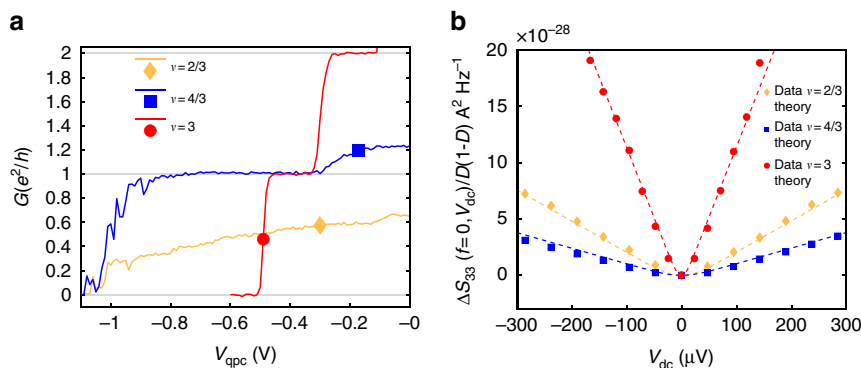 a
2
1.8
1.6
1.4
1.2
1
0.8
0.6
0.4
0.2
0
G(e²/h)
ν = 2/3
ν = 4/3
ν = 3
−1 −0.8 −0.6 −0.4 −0.2 −0
V_qpc (V)
b
×10⁻²⁸
20
15
10
5
0
ΔS₃₃ (f = 0, V_dc)/D(1-D) A² Hz⁻¹
Data ν = 2/3
theory
Data ν = 4/3
theory
Data ν = 3
theory
−300 −200 −100 0 100 200 300
V_dc (μV)